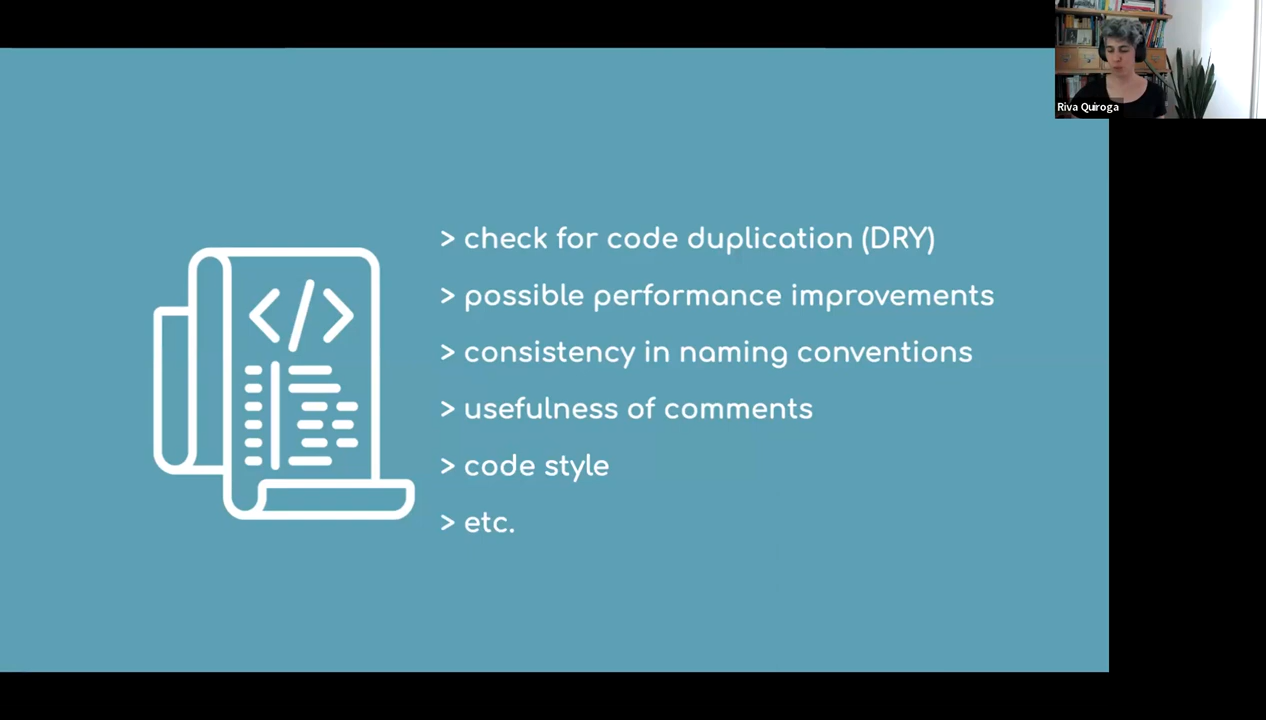 Riva Quiroga
> check for code duplication (DRY)
> possible performance improvements
> consistency in naming conventions
> usefulness of comments
> code style
> etc.